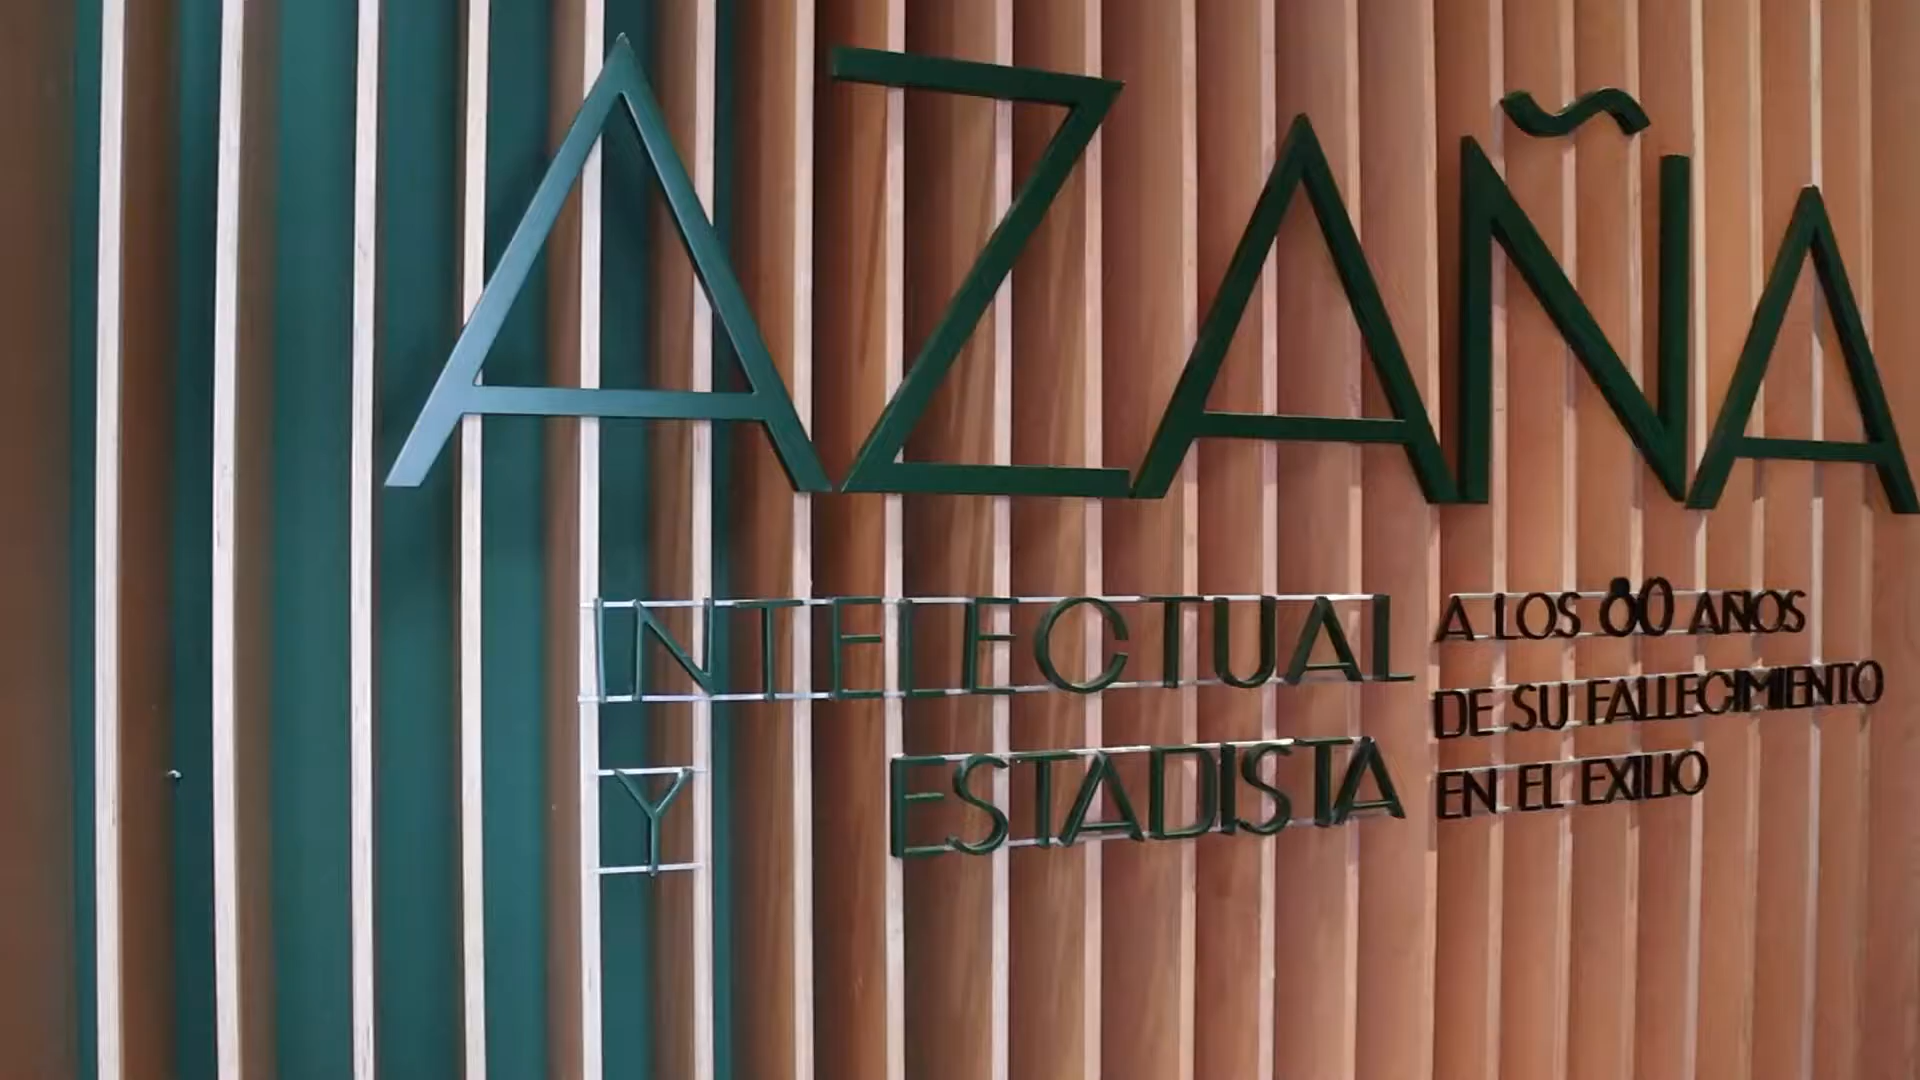 AZAÑA
INTELECTUAL
Y ESTADISTA
A LOS 80 AÑOS
DE SU FALLECIMIENTO
EN EL EXILIO